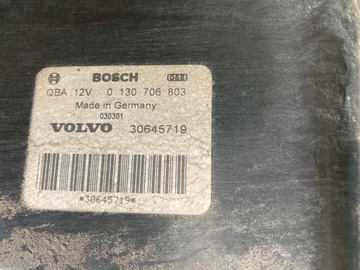 BOSCH
QBA 12V 0 130 706 803
Made in Germany
030301
VOLVO 30645719
*30645719*